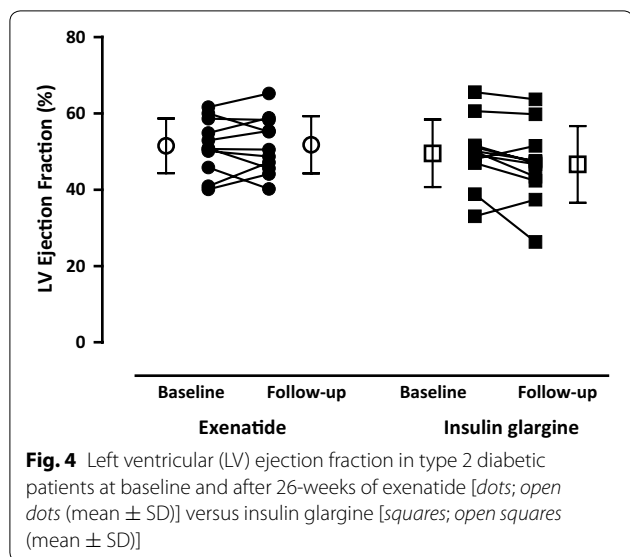 80
60
40
20
0
LV Ejection Fraction (%)
Baseline Follow-up Baseline Follow-up
Exenatide Insulin glargine
Fig. 4 Left ventricular (LV) ejection fraction in type 2 diabetic
patients at baseline and after 26-weeks of exenatide [dots; open
dots (mean ± SD)] versus insulin glargine [squares; open squares
(mean ± SD)]